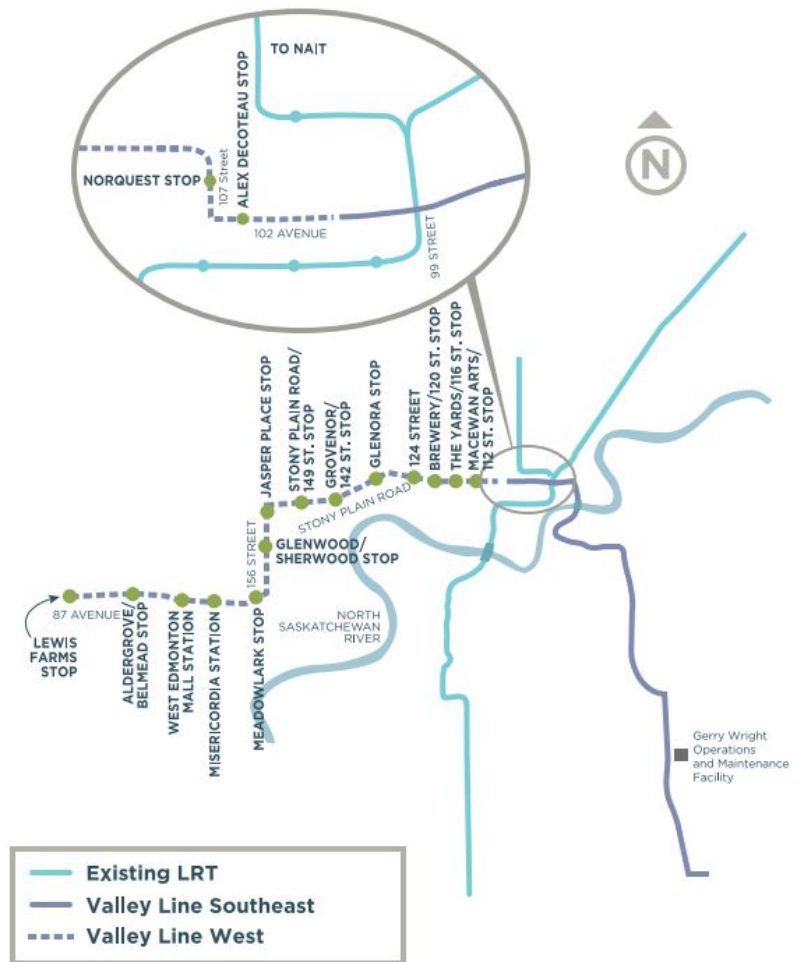 TO NAIT
ALEX DECOTEAU STOP
NORQUEST STOP
107 Street
102 AVENUE
99 STREET
N
JASPER PLACE STOP
STONY PLAIN ROAD/
149 ST. STOP
GROVENOR/
142 ST. STOP
GLENORA STOP
124 STREET
BREWERY/120 ST. STOP
THE YARDS/116 ST. STOP
MACEWAN ARTS/
112 ST. STOP
STONY PLAIN ROAD
156 STREET
GLENWOOD/
SHERWOOD STOP
87 AVENUE
LEWIS
FARMS
STOP
ALDERGROVE/
BELMEAD STOP
WEST EDMONTON
MALL STATION
MISERICORDIA STATION
MEADOWLARK STOP
NORTH
SASKATCHEWAN
RIVER
Gerry Wright
Operations
and Maintenance
Facility
Existing LRT
Valley Line Southeast
Valley Line West